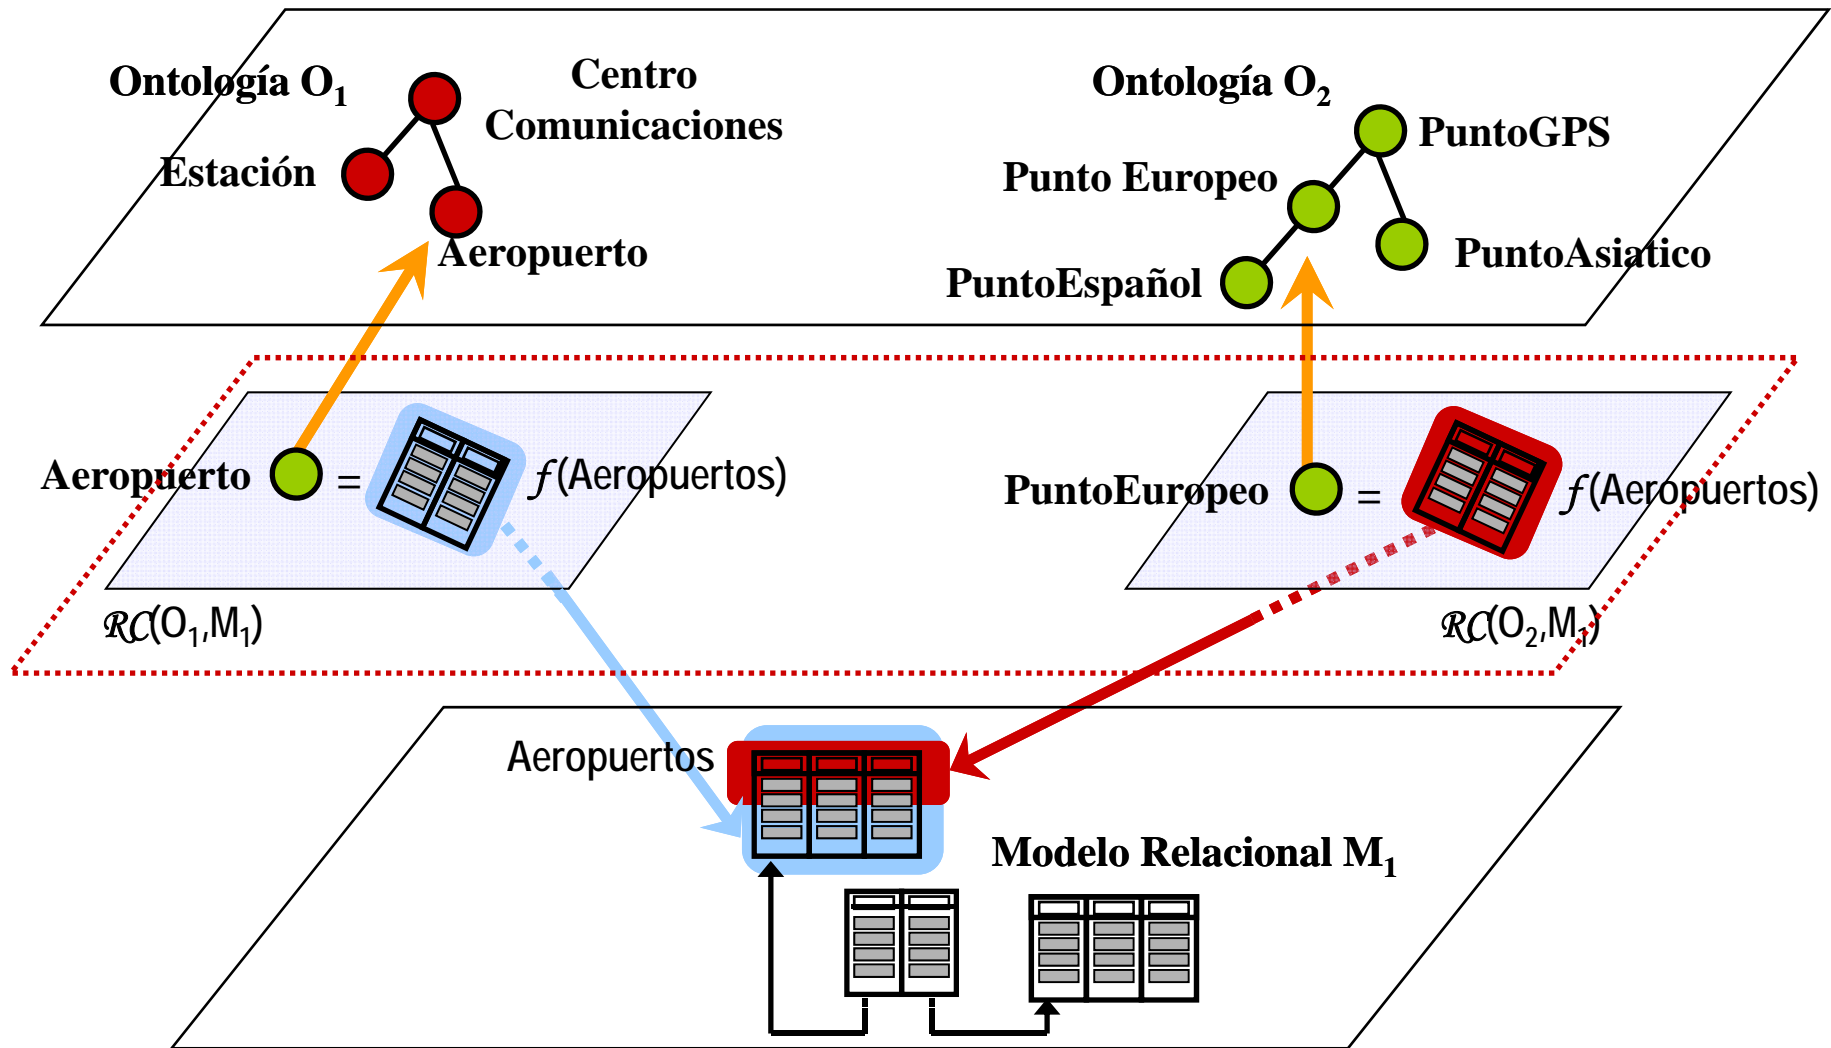 Ontología O1
Centro
Comunicaciones
Estación
Aeropuerto
Ontología O2
PuntoGPS
Punto Europeo
PuntoAsiatico
PuntoEspañol
Aeropuerto = f(Aeropuertos)
RC(O1,M1)
PuntoEuropeo = f(Aeropuertos)
RC(O2,M1)
Aeropuertos
Modelo Relacional M1